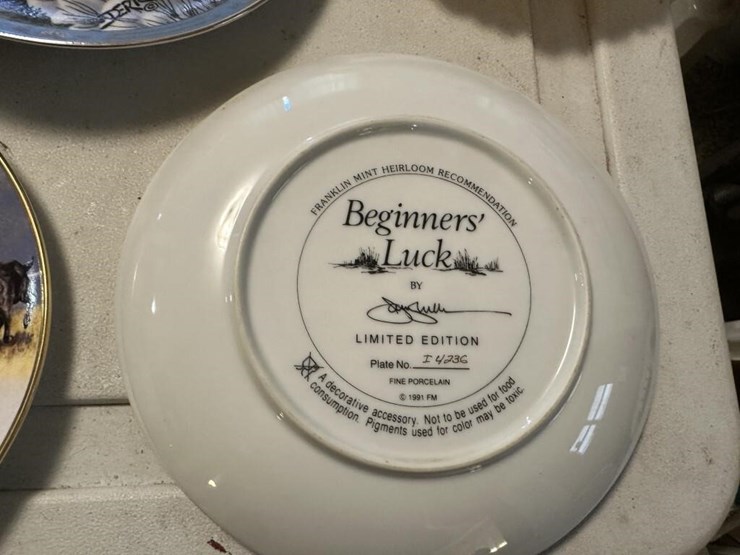 FRANKLIN MINT HEIRLOOM RECOMMENDATION
Beginners'
Luck
BY
LIMITED EDITION
Plate No. I 4236
FINE PORCELAIN
© 1991 FM
A decorative accessory. Not to be used for food
consumption. Pigments used for color may be toxic.